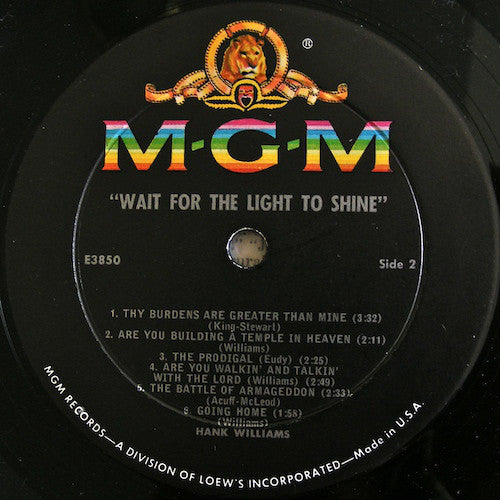 ®
M-G-M
"WAIT FOR THE LIGHT TO SHINE"
E3850
Side 2
1. THY BURDENS ARE GREATER THAN MINE (3:32)
(King-Stewart)
2. ARE YOU BUILDING A TEMPLE IN HEAVEN (2:11)
(Williams)
3. THE PRODIGAL (Eudy) (2:25)
4. ARE YOU WALKIN' AND TALKIN'
WITH THE LORD (Williams) (2:49)
5. THE BATTLE OF ARMAGEDDON (2:33)
(Acuff-McLeod)
6. GOING HOME (1:58)
(Williams)
HANK WILLIAMS
MGM RECORDS—A DIVISION OF LOEW'S INCORPORATED—Made in U.S.A.